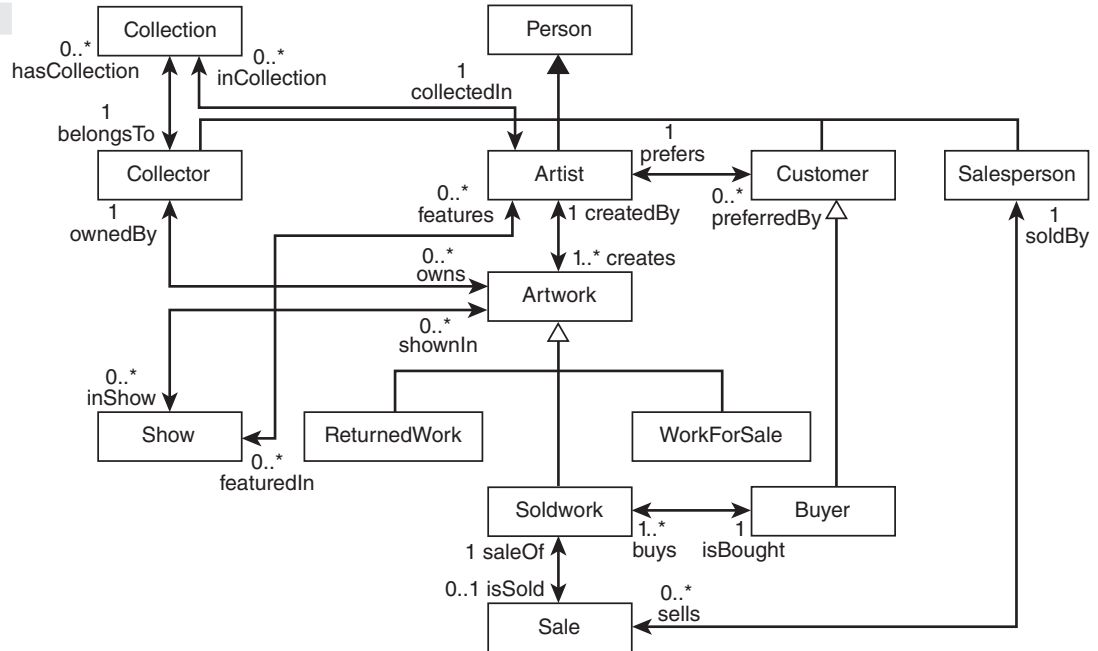 Collection
Person
0..*
hasCollection
0..*
inCollection
1
collectedIn
1
belongsTo
1
prefers
Collector
Artist
Customer
Salesperson
1
ownedBy
0..*
features
1 createdBy
0..*
preferredBy
1
soldBy
0..*
owns
1..* creates
Artwork
0..*
shownIn
0..*
inShow
Show
ReturnedWork
WorkForSale
0..*
featuredIn
Soldwork
Buyer
1..*
buys
1
isBought
1 saleOf
0..1 isSold
0..*
sells
Sale